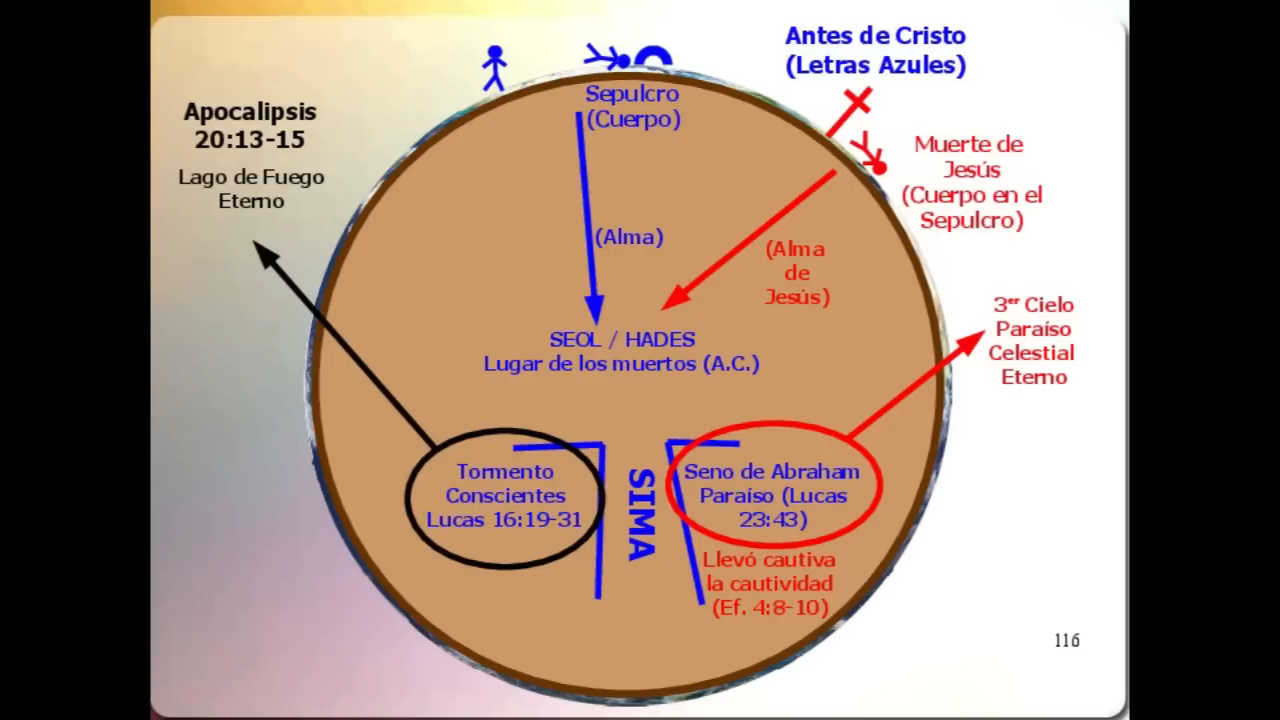 Antes de Cristo
(Letras Azules)
Sepulcro
(Cuerpo)
Apocalipsis
20:13-15
Lago de Fuego
Eterno
Muerte de
Jesús
(Cuerpo en el
Sepulcro)
(Alma)
(Alma
de
Jesús)
3er Cielo
Paraíso
Celestial
Eterno
SEOL / HADES
Lugar de los muertos (A.C.)
Tormento
Conscientes
Lucas 16:19-31
SIMA
Seno de Abraham
Paraíso (Lucas
23:43)
Llevó cautiva
la cautividad
(Ef. 4:8-10)
116